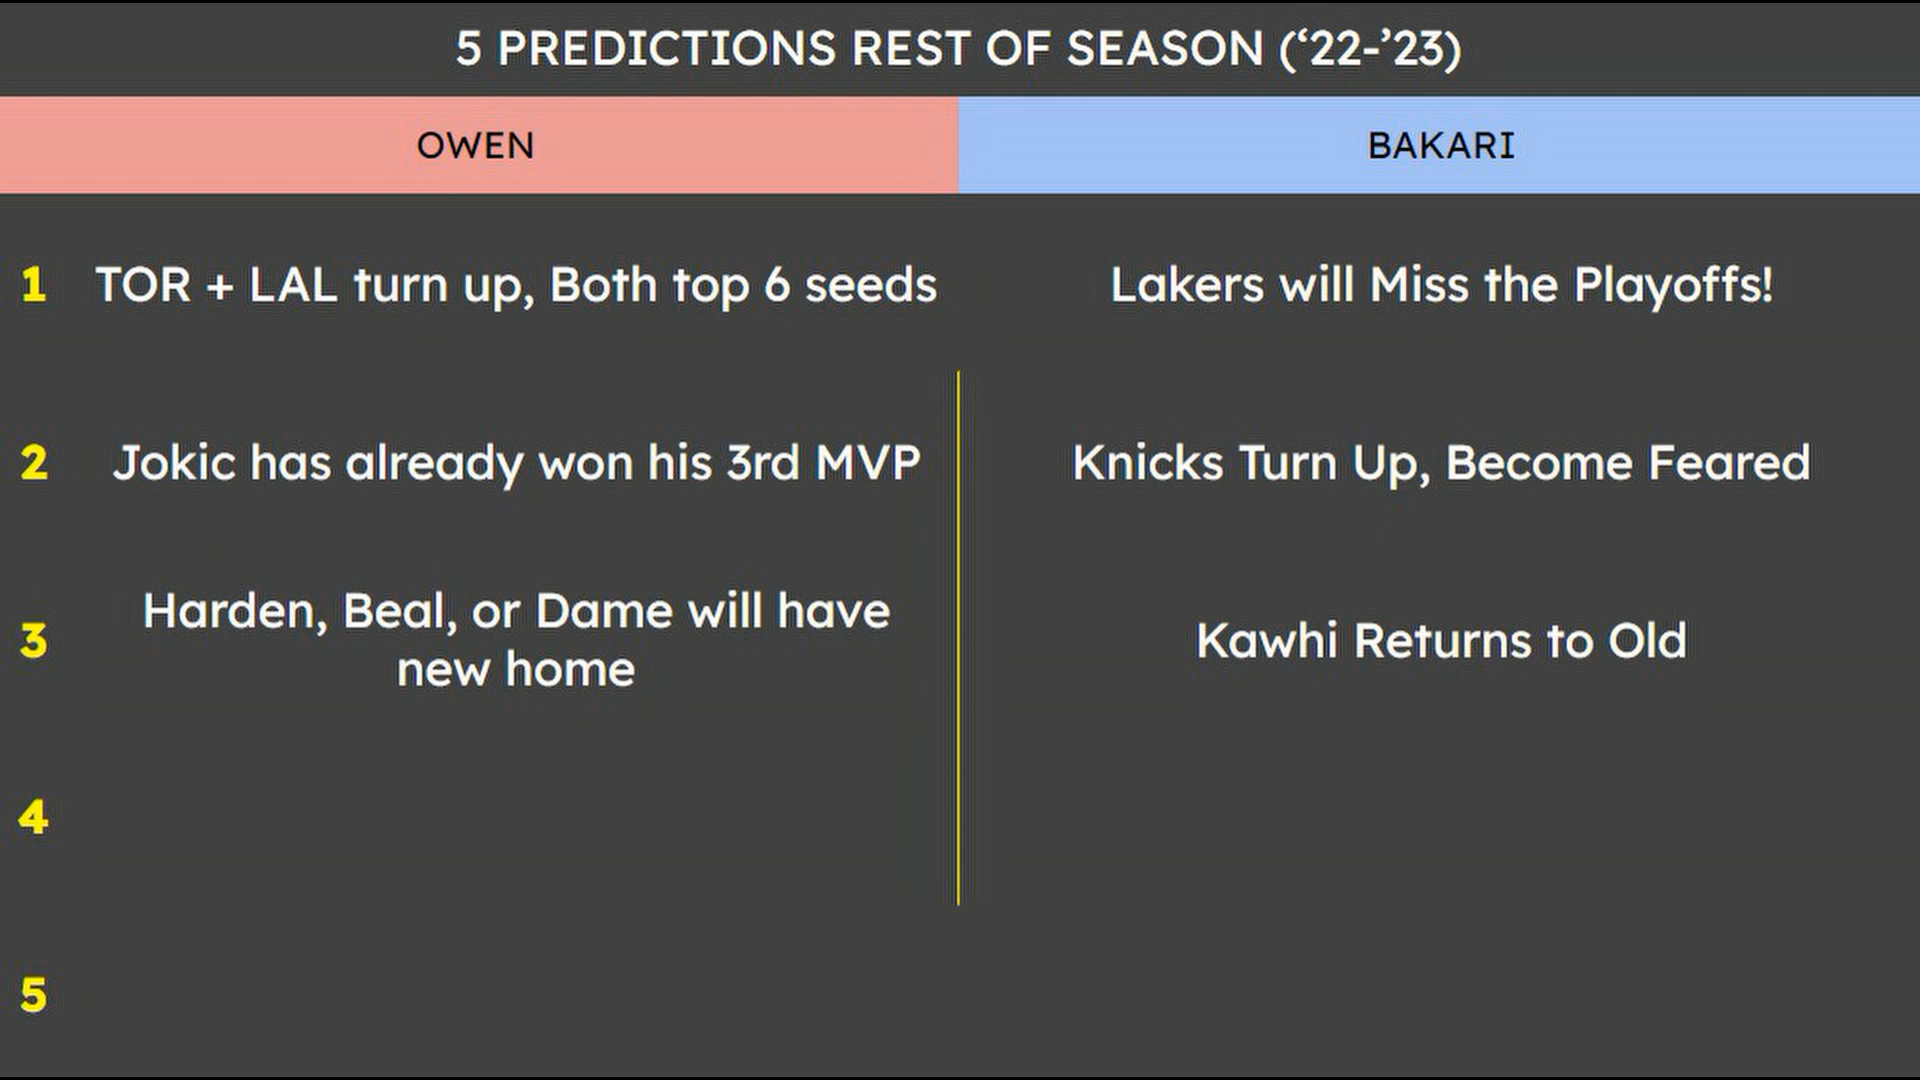 5 PREDICTIONS REST OF SEASON (‘22-’23)
OWEN
BAKARI
1
TOR + LAL turn up, Both top 6 seeds
Lakers will Miss the Playoffs!
2
Jokic has already won his 3rd MVP
Knicks Turn Up, Become Feared
3
Harden, Beal, or Dame will have
new home
Kawhi Returns to Old
4
5